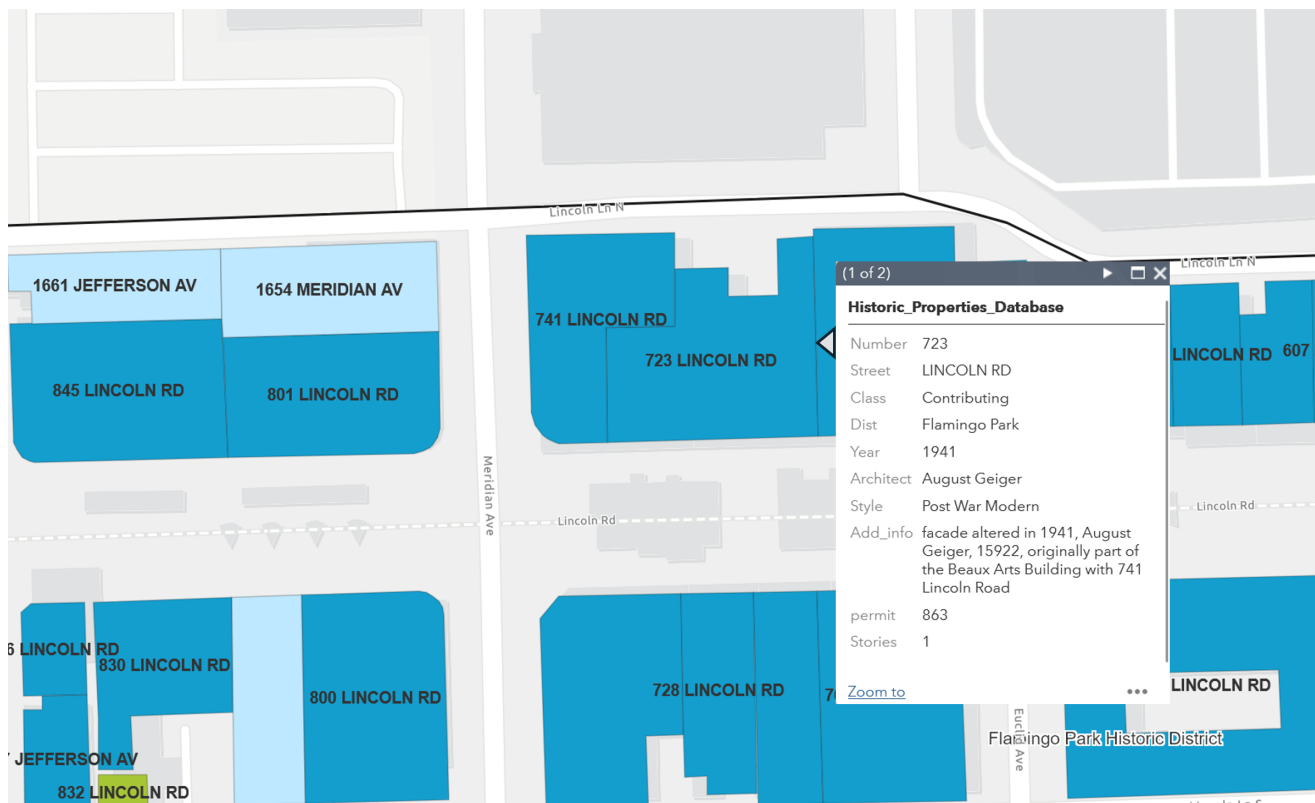 Lincoln Ln N
Lincoln Ln N
1661 JEFFERSON AV
1654 MERIDIAN AV
741 LINCOLN RD
723 LINCOLN RD
845 LINCOLN RD
801 LINCOLN RD
LINCOLN RD
607
(1 of 2)
Historic_Properties_Database
Number 723
Street LINCOLN RD
Class Contributing
Dist Flamingo Park
Year 1941
Architect August Geiger
Style Post War Modern
Add_info facade altered in 1941, August
Geiger, 15922, originally part of
the Beaux Arts Building with 741
Lincoln Road
permit 863
Stories 1
Zoom to
Meridian Ave
Lincoln Rd
Lincoln Rd
6 LINCOLN RD
830 LINCOLN RD
800 LINCOLN RD
728 LINCOLN RD
LINCOLN RD
Euclid Ave
Flamingo Park Historic District
JEFFERSON AV
832 LINCOLN RD